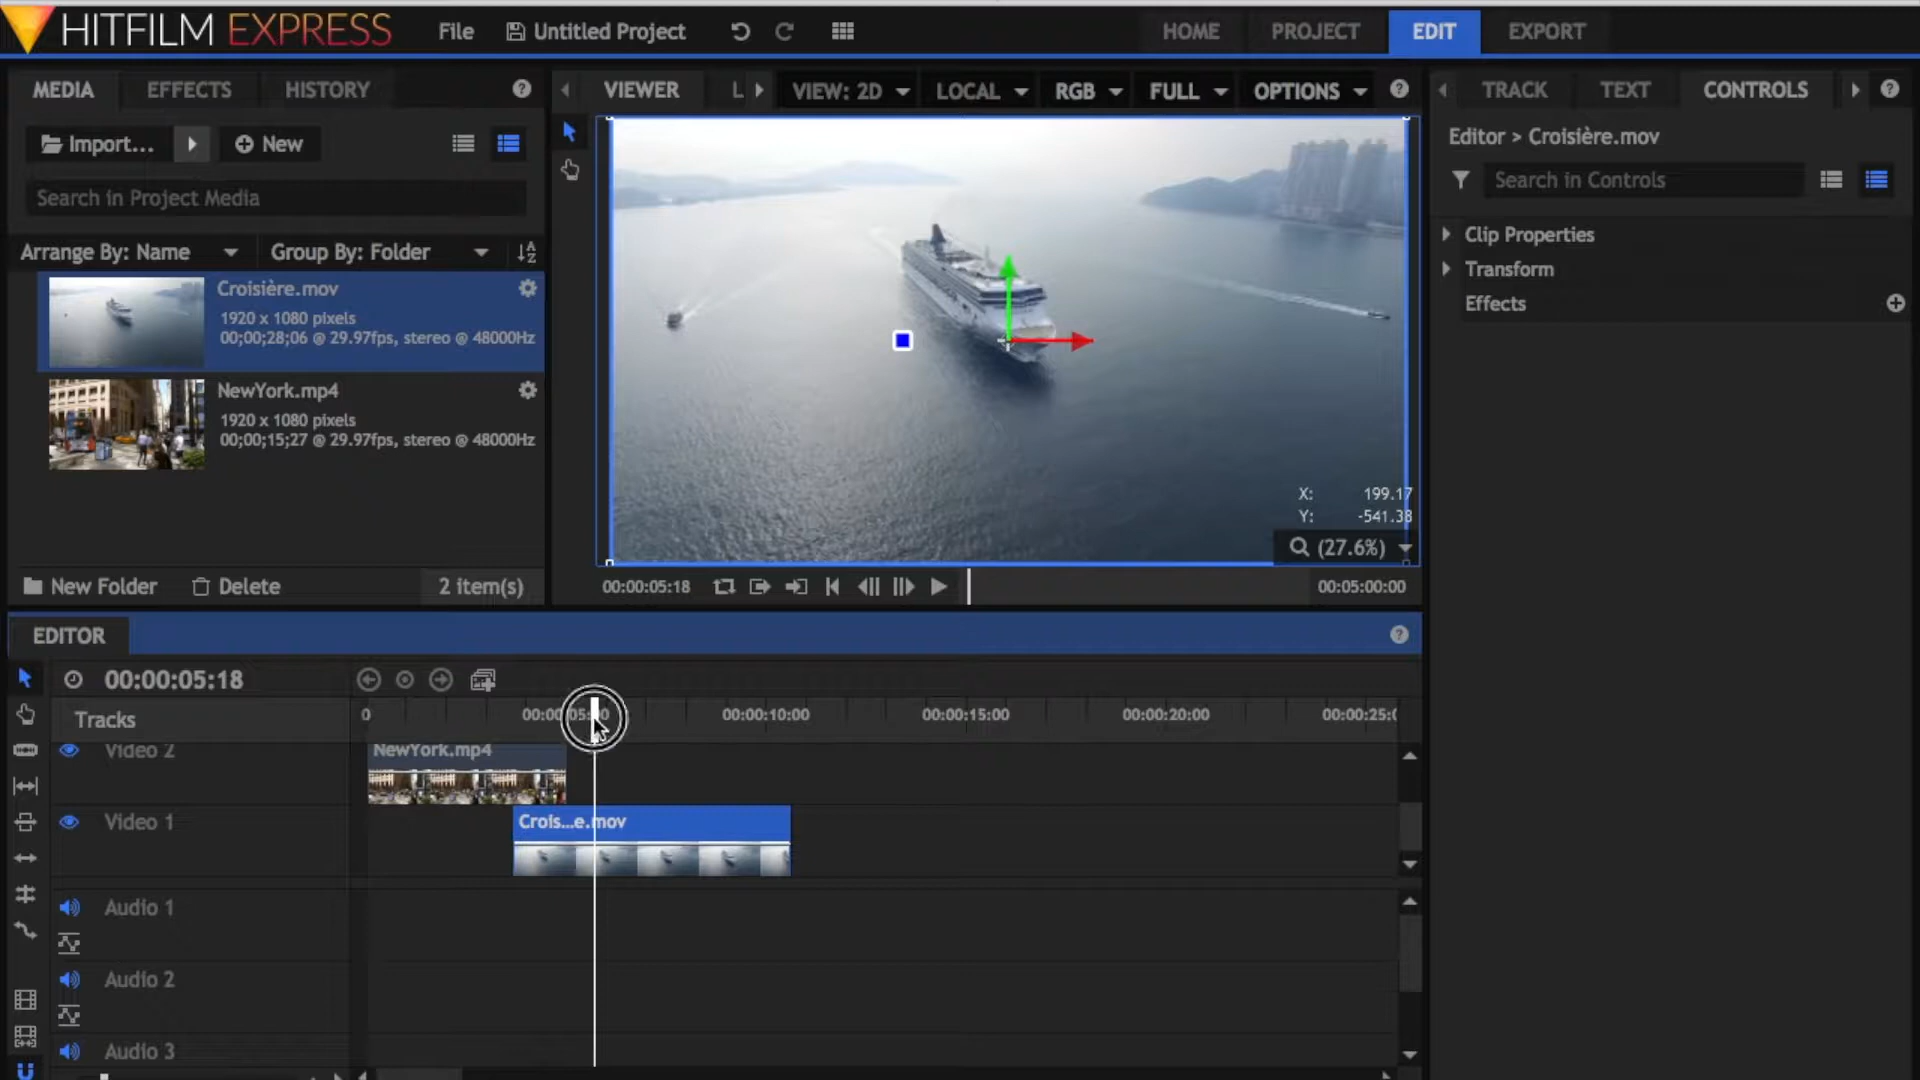 HITFILM EXPRESS
File
Untitled Project
HOME
PROJECT
EDIT
EXPORT
MEDIA
EFFECTS
HISTORY
VIEWER
L
VIEW: 2D
LOCAL
RGB
FULL
OPTIONS
TRACK
TEXT
CONTROLS
Import...
New
Search in Project Media
Arrange By: Name
Group By: Folder
Croisière.mov
1920 x 1080 pixels
00;00;28;06 @ 29.97fps, stereo @ 48000Hz
NewYork.mp4
1920 x 1080 pixels
00;00;15;27 @ 29.97fps, stereo @ 48000Hz
New Folder
Delete
2 item(s)
X: 199.17
Y: -541.38
(27.6%)
00:00:05:18
00:05:00:00
Editor > Croisière.mov
Search in Controls
Clip Properties
Transform
Effects
EDITOR
00:00:05:18
Tracks
0
00:00:10:00
00:00:15:00
00:00:20:00
Video 2
NewYork.mp4
Video 1
Crois...e.mov
Audio 1
Audio 2
Audio 3